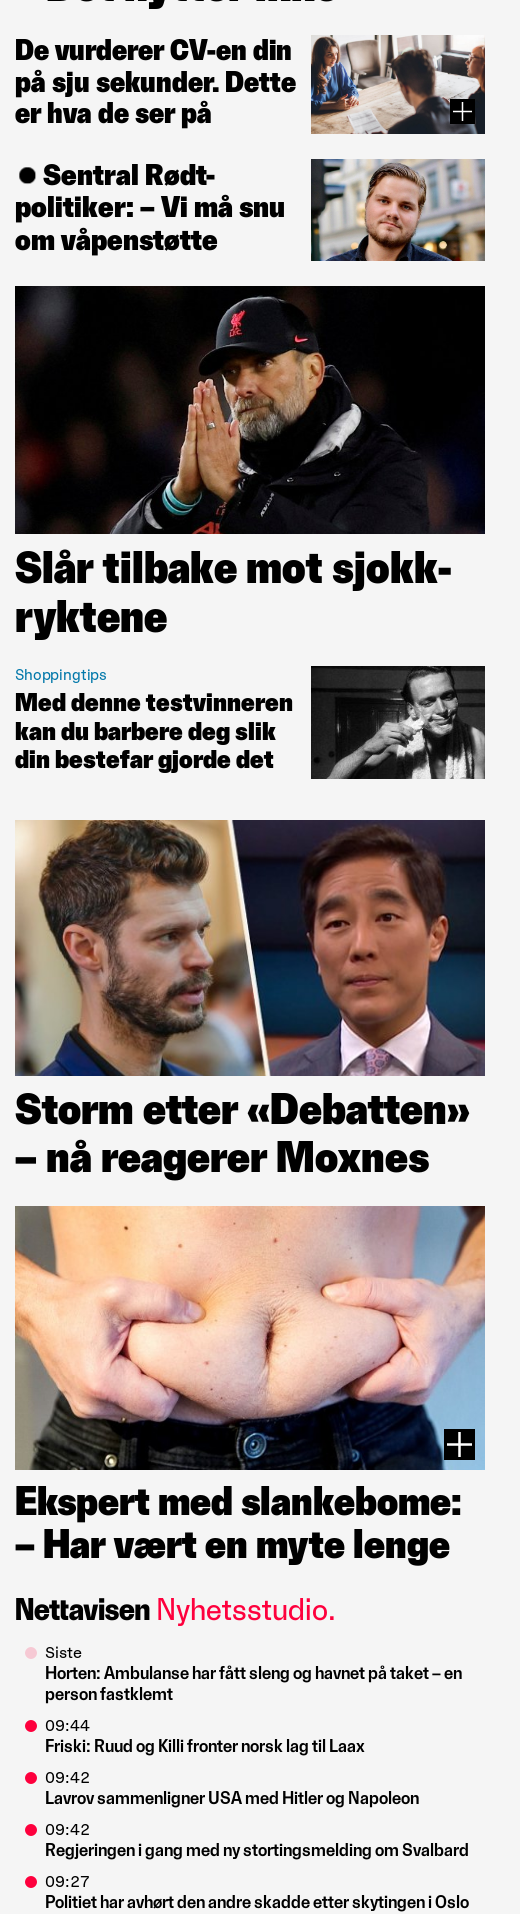 De vurderer CV-en din
på sju sekunder. Dette
er hva de ser på
Sentral Rødt-
politiker: – Vi må snu
om våpenstøtte
Slår tilbake mot sjokk-
ryktene
Shoppingtips
Med denne testvinneren
kan du barbere deg slik
din bestefar gjorde det
Storm etter «Debatten»
– nå reagerer Moxnes
Ekspert med slankebome:
– Har vært en myte lenge
Nettavisen Nyhetsstudio.
Siste
Horten: Ambulanse har fått sleng og havnet på taket – en
person fastklemt
09:44
Friski: Ruud og Killi fronter norsk lag til Laax
09:42
Lavrov sammenligner USA med Hitler og Napoleon
09:42
Regjeringen i gang med ny stortingsmelding om Svalbard
09:27
Politiet har avhørt den andre skadde etter skytingen i Oslo